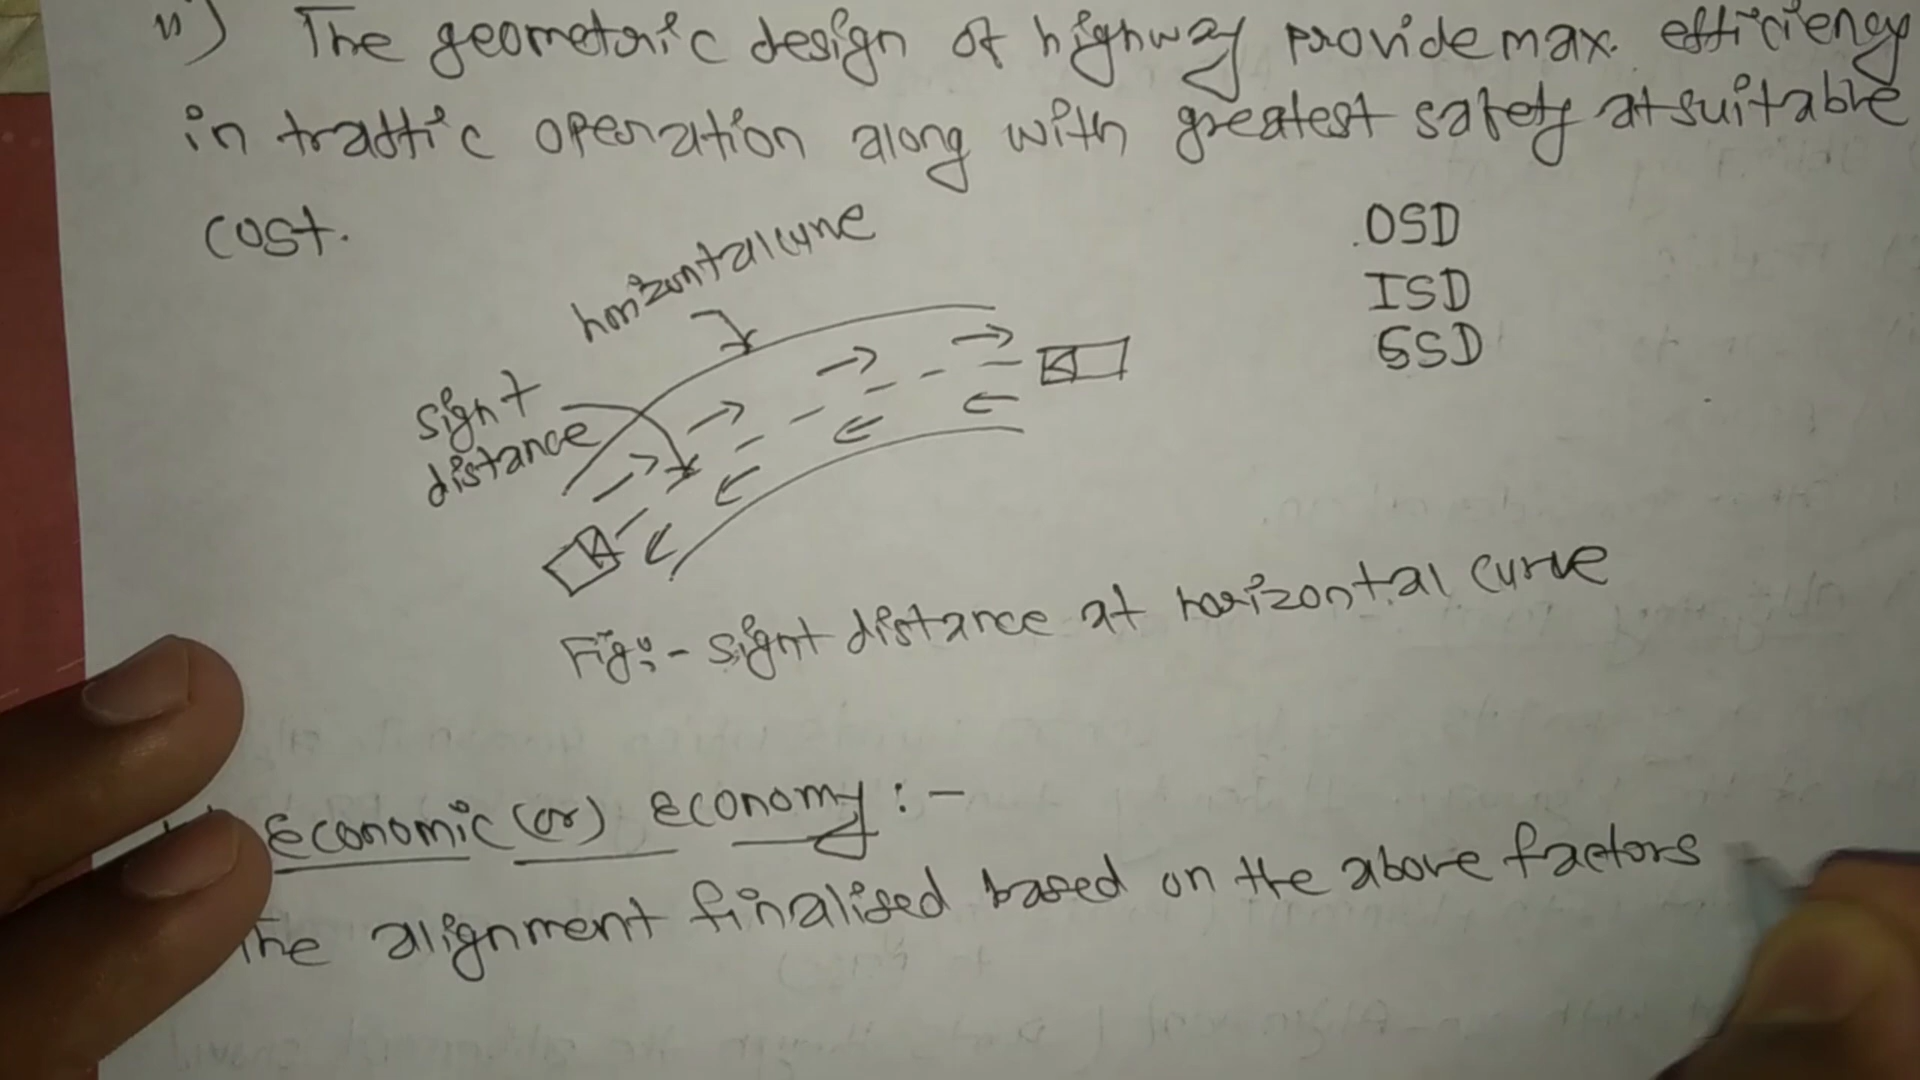 ii) The geometric design of highway provide max. efficiency
in traffic operation along with greatest safety at suitable
cost.
OSD
ISD
SSD
horizontal curve
sight
distance
Fig:- sight distance at horizontal curve
Economic (or) Economy : -
The alignment finalised based on the above factors